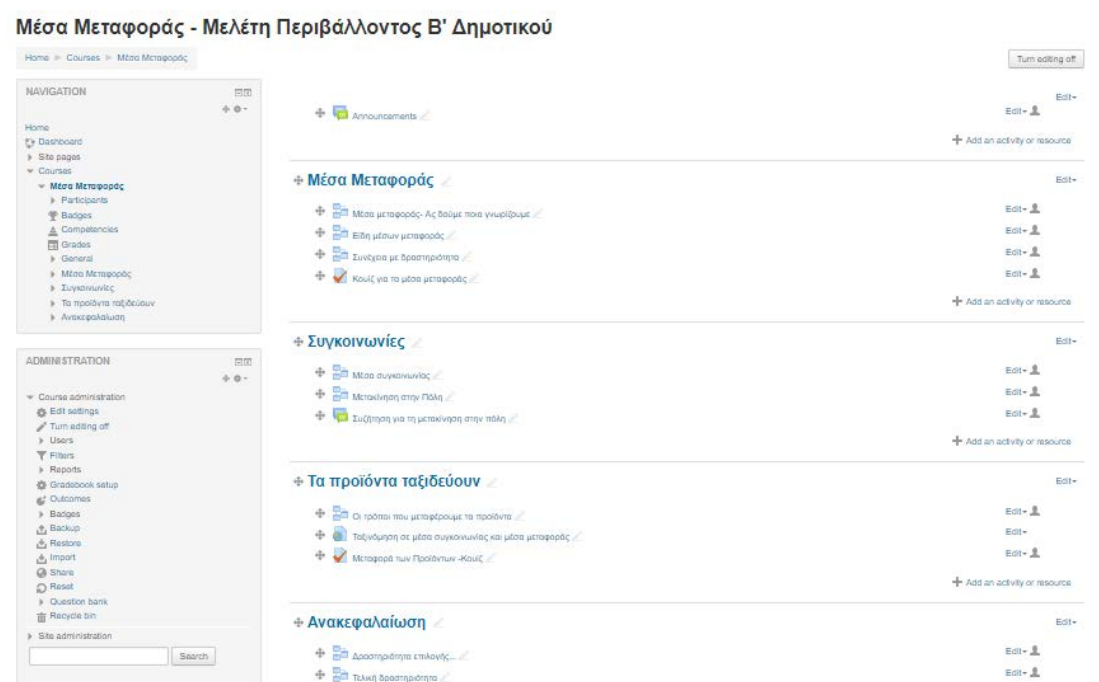 Μέσα Μεταφοράς - Μελέτη Περιβάλλοντος Β' Δημοτικού
Home Courses Μέσα Μεταφοράς
Turn editing off
NAVIGATION
Home
Dashboard
Site pages
Courses
Μέσα Μεταφοράς
Participants
Badges
Competencies
Grades
General
Μέσα Μεταφοράς
Συγκοινωνίες
Τα προϊόντα ταξιδεύουν
Ανακεφαλαίωση
ADMINISTRATION
Course administration
Edit settings
Turn editing off
Users
Filters
Reports
Gradebook setup
Outcomes
Badges
Backup
Restore
Import
Share
Reset
Question bank
Recycle bin
Site administration
Search
Edit
Announcements Edit
Add an activity or resource
Μέσα Μεταφοράς Edit
Μέσα μεταφοράς- Ας δούμε ποια γνωρίζουμε Edit
Είδη μέσων μεταφοράς Edit
Συνέχεια με δραστηριότητα Edit
Κουίζ για τα μέσα μεταφοράς Edit
Add an activity or resource
Συγκοινωνίες Edit
Μέσα συγκοινωνίας Edit
Μετακίνηση στην Πόλη Edit
Συζήτηση για τη μετακίνηση στην πόλη Edit
Add an activity or resource
Τα προϊόντα ταξιδεύουν Edit
Οι τρόποι που μεταφέρουμε τα προϊόντα Edit
Ταξινόμηση σε μέσα συγκοινωνίας και μέσα μεταφοράς Edit
Μεταφορά των Προϊόντων -Κουίζ Edit
Add an activity or resource
Ανακεφαλαίωση Edit
Δραστηριότητα επιλογής... Edit
Τελική δραστηριότητα Edit